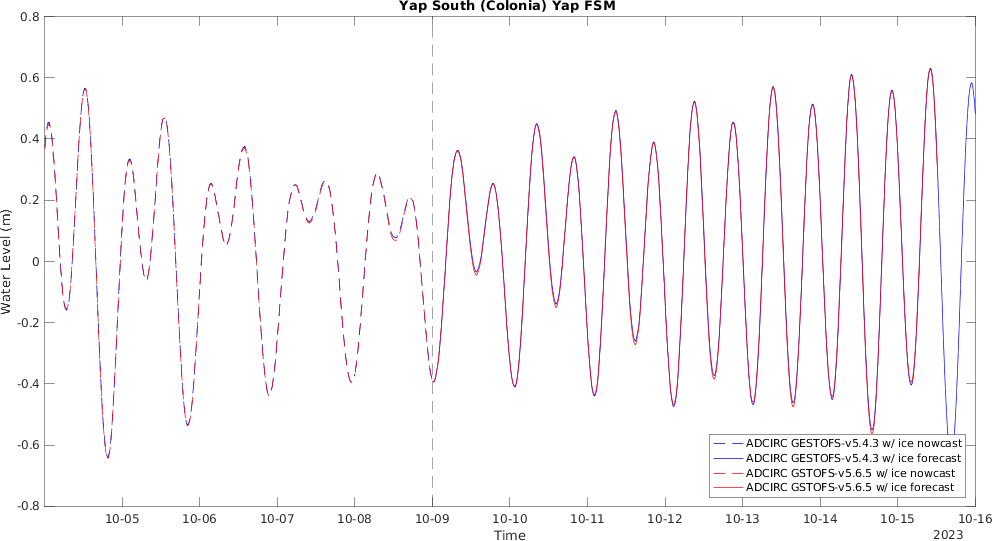 Yap South (Colonia) Yap FSM
Water Level (m)
0.8
0.6
0.4
0.2
0
-0.2
-0.4
-0.6
-0.8
ADCIRC GESTOFS-v5.4.3 w/ ice nowcast
ADCIRC GESTOFS-v5.4.3 w/ ice forecast
ADCIRC GSTOFS-v5.6.5 w/ ice nowcast
ADCIRC GSTOFS-v5.6.5 w/ ice forecast
10-05 10-06 10-07 10-08 10-09 10-10 10-11 10-12 10-13 10-14 10-15 10-16
Time
2023